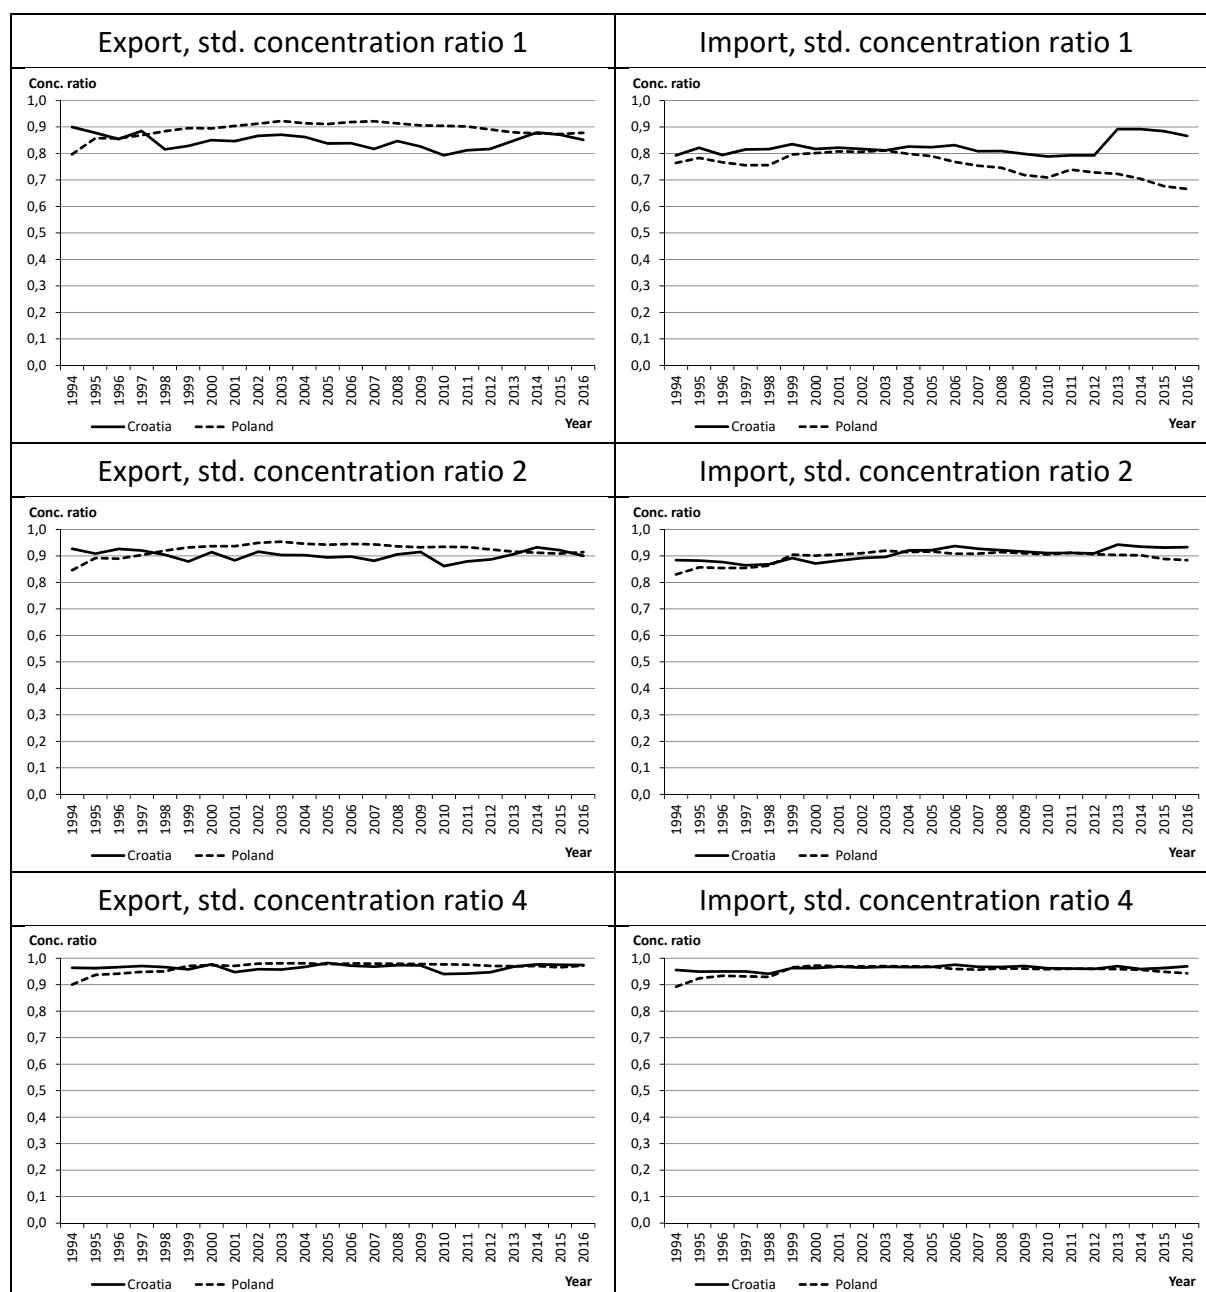 Export, std. concentration ratio 1
Conc. ratio
1,0
0,9
0,8
0,7
0,6
0,5
0,4
0,3
0,2
0,1
0,0
1994 1995 1996 1997 1998 1999 2000 2001 2002 2003 2004 2005 2006 2007 2008 2009 2010 2011 2012 2013 2014 2015 2016
Croatia Poland Year
Import, std. concentration ratio 1
Conc. ratio
1,0
0,9
0,8
0,7
0,6
0,5
0,4
0,3
0,2
0,1
0,0
1994 1995 1996 1997 1998 1999 2000 2001 2002 2003 2004 2005 2006 2007 2008 2009 2010 2011 2012 2013 2014 2015 2016
Croatia Poland Year
Export, std. concentration ratio 2
Conc. ratio
1,0
0,9
0,8
0,7
0,6
0,5
0,4
0,3
0,2
0,1
0,0
1994 1995 1996 1997 1998 1999 2000 2001 2002 2003 2004 2005 2006 2007 2008 2009 2010 2011 2012 2013 2014 2015 2016
Croatia Poland Year
Import, std. concentration ratio 2
Conc. ratio
1,0
0,9
0,8
0,7
0,6
0,5
0,4
0,3
0,2
0,1
0,0
1994 1995 1996 1997 1998 1999 2000 2001 2002 2003 2004 2005 2006 2007 2008 2009 2010 2011 2012 2013 2014 2015 2016
Croatia Poland Year
Export, std. concentration ratio 4
Conc. ratio
1,0
0,9
0,8
0,7
0,6
0,5
0,4
0,3
0,2
0,1
0,0
1994 1995 1996 1997 1998 1999 2000 2001 2002 2003 2004 2005 2006 2007 2008 2009 2010 2011 2012 2013 2014 2015 2016
Croatia Poland Year
Import, std. concentration ratio 4
Conc. ratio
1,0
0,9
0,8
0,7
0,6
0,5
0,4
0,3
0,2
0,1
0,0
1994 1995 1996 1997 1998 1999 2000 2001 2002 2003 2004 2005 2006 2007 2008 2009 2010 2011 2012 2013 2014 2015 2016
Croatia Poland Year